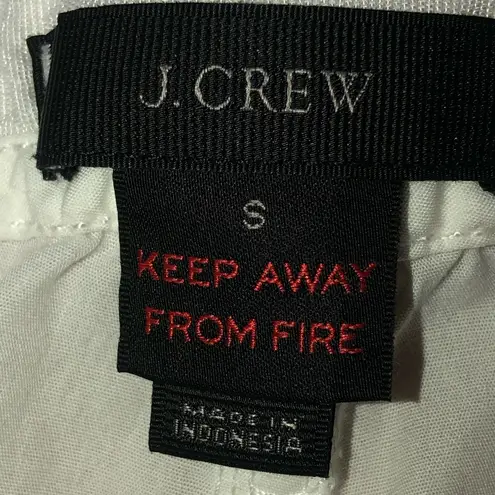 J. CREW
S
KEEP AWAY
FROM FIRE
MADE IN
INDONESIA